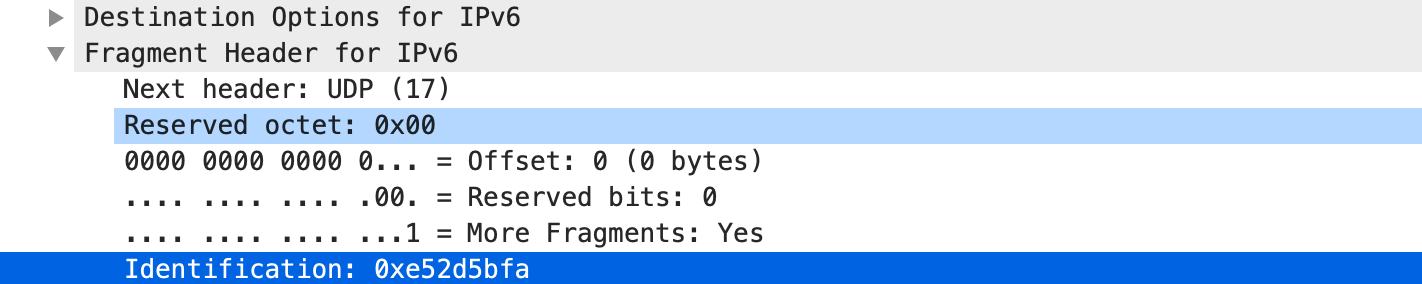 Destination Options for IPv6
Fragment Header for IPv6
Next header: UDP (17)
Reserved octet: 0x00
0000 0000 0000 0... = Offset: 0 (0 bytes)
.... .... .... .00. = Reserved bits: 0
.... .... .... ...1 = More Fragments: Yes
Identification: 0xe52d5bfa